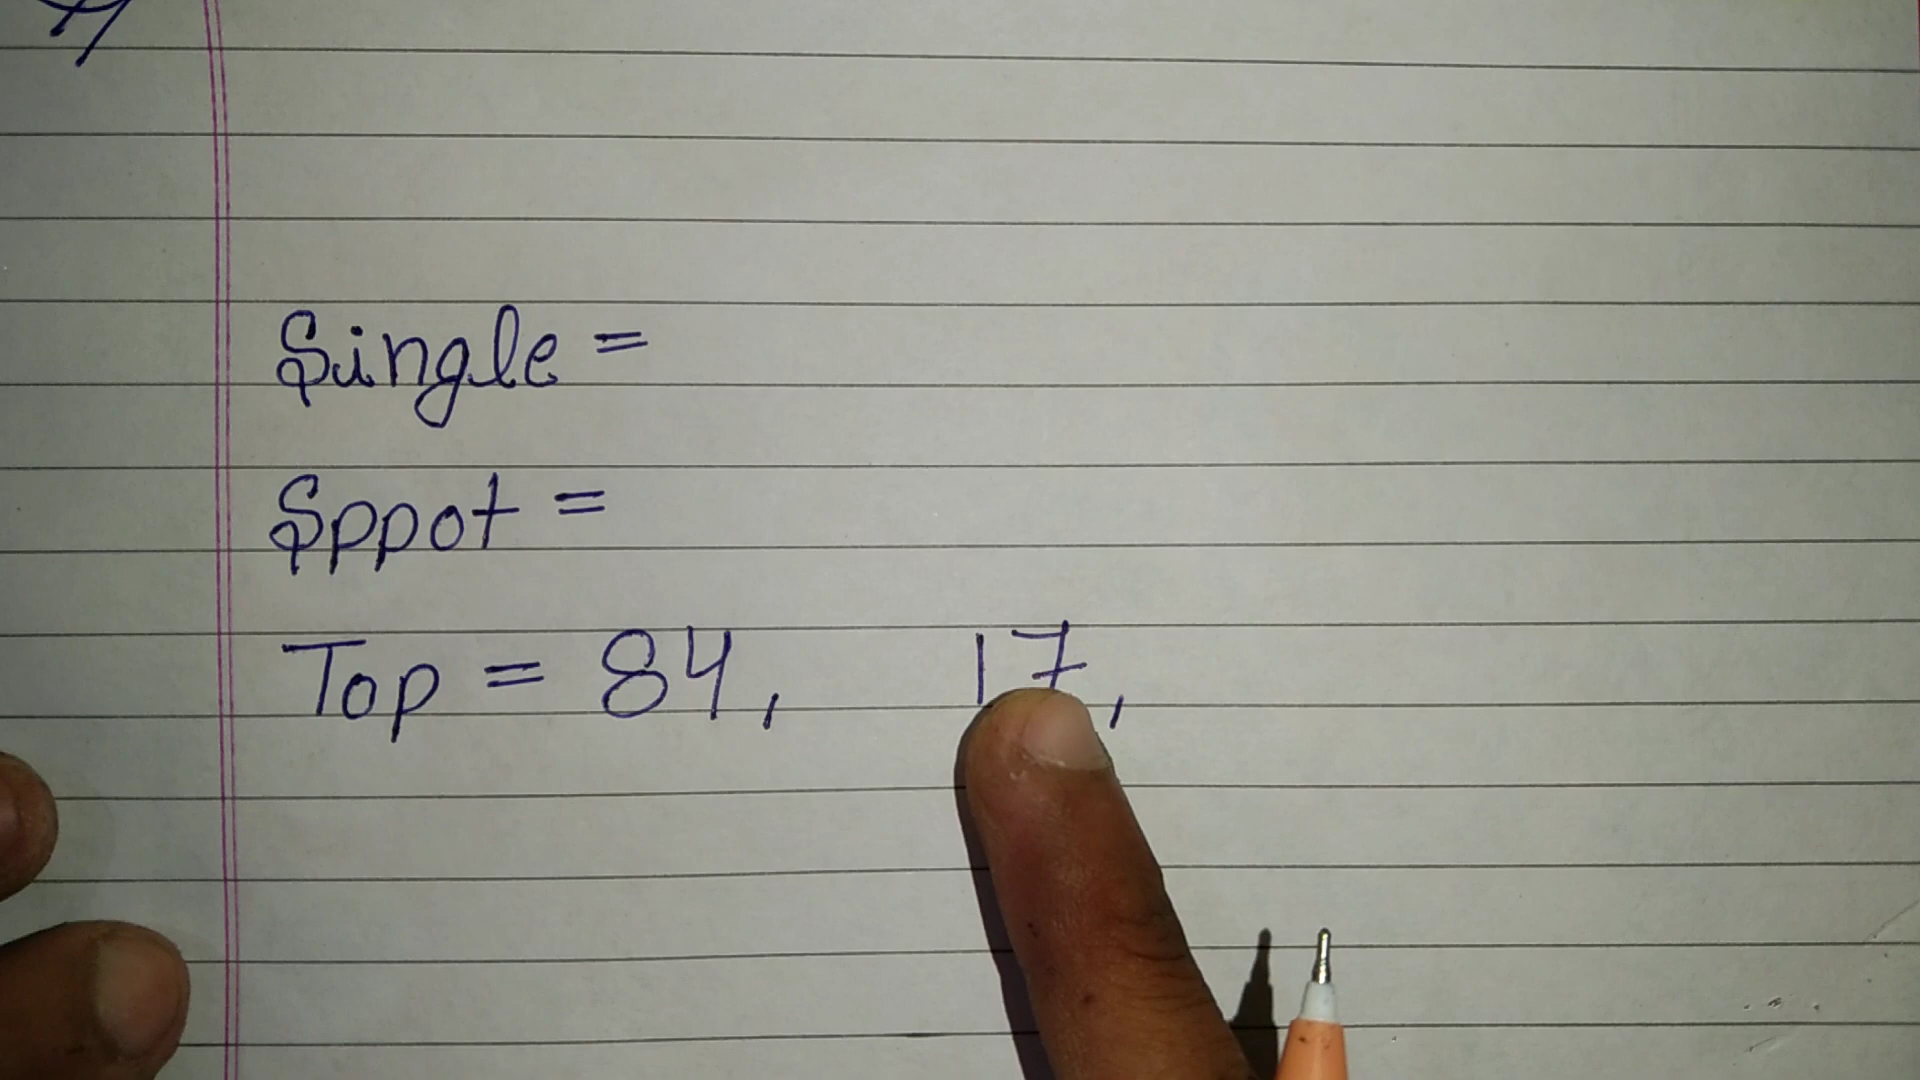 Single =
Sppot =
Top = 84, 17,